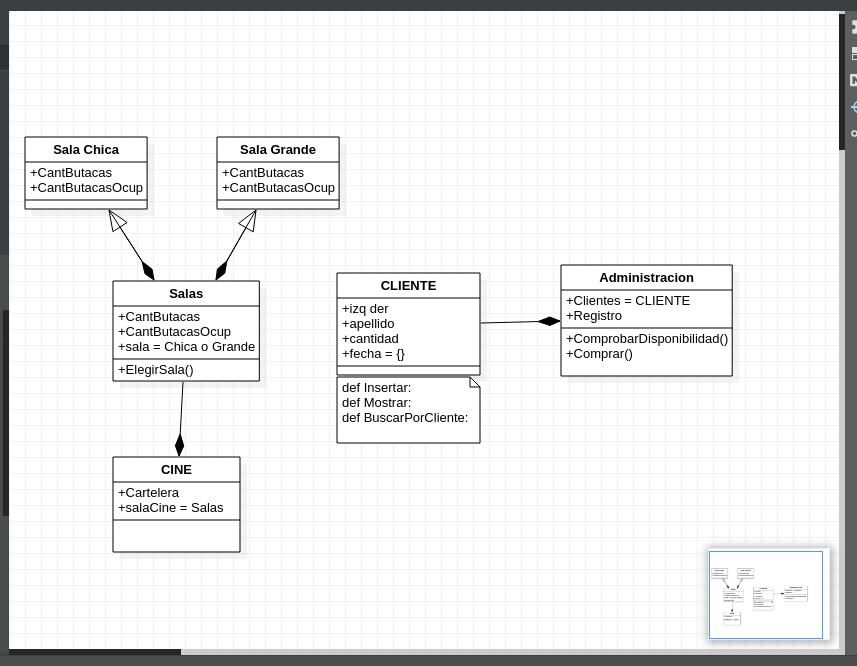 Sala Chica
+CantButacas
+CantButacasOcup
Sala Grande
+CantButacas
+CantButacasOcup
Salas
+CantButacas
+CantButacasOcup
+sala = Chica o Grande
+ElegirSala()
CLIENTE
+izq der
+apellido
+cantidad
+fecha = {}
def Insertar:
def Mostrar:
def BuscarPorCliente:
Administracion
+Clientes = CLIENTE
+Registro
+ComprobarDisponibilidad()
+Comprar()
CINE
+Cartelera
+salaCine = Salas